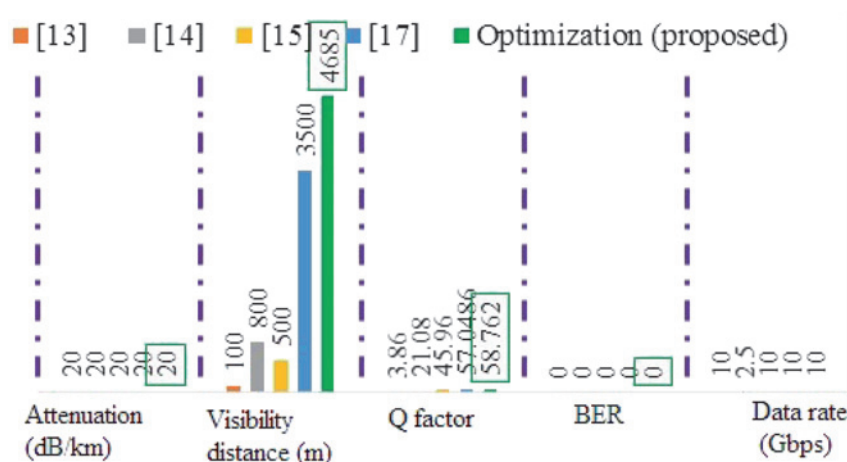 [13] [14] [15] [17] Optimization (proposed)
4685
3500
800
500
100
20 20 20 20 20
3.86 21.08 45.96 57.0486 58.762
0 0 0 0 0
10 2.5 10 10 10
Attenuation
(dB/km)
Visibility
distance (m)
Q factor
BER
Data rate
(Gbps)